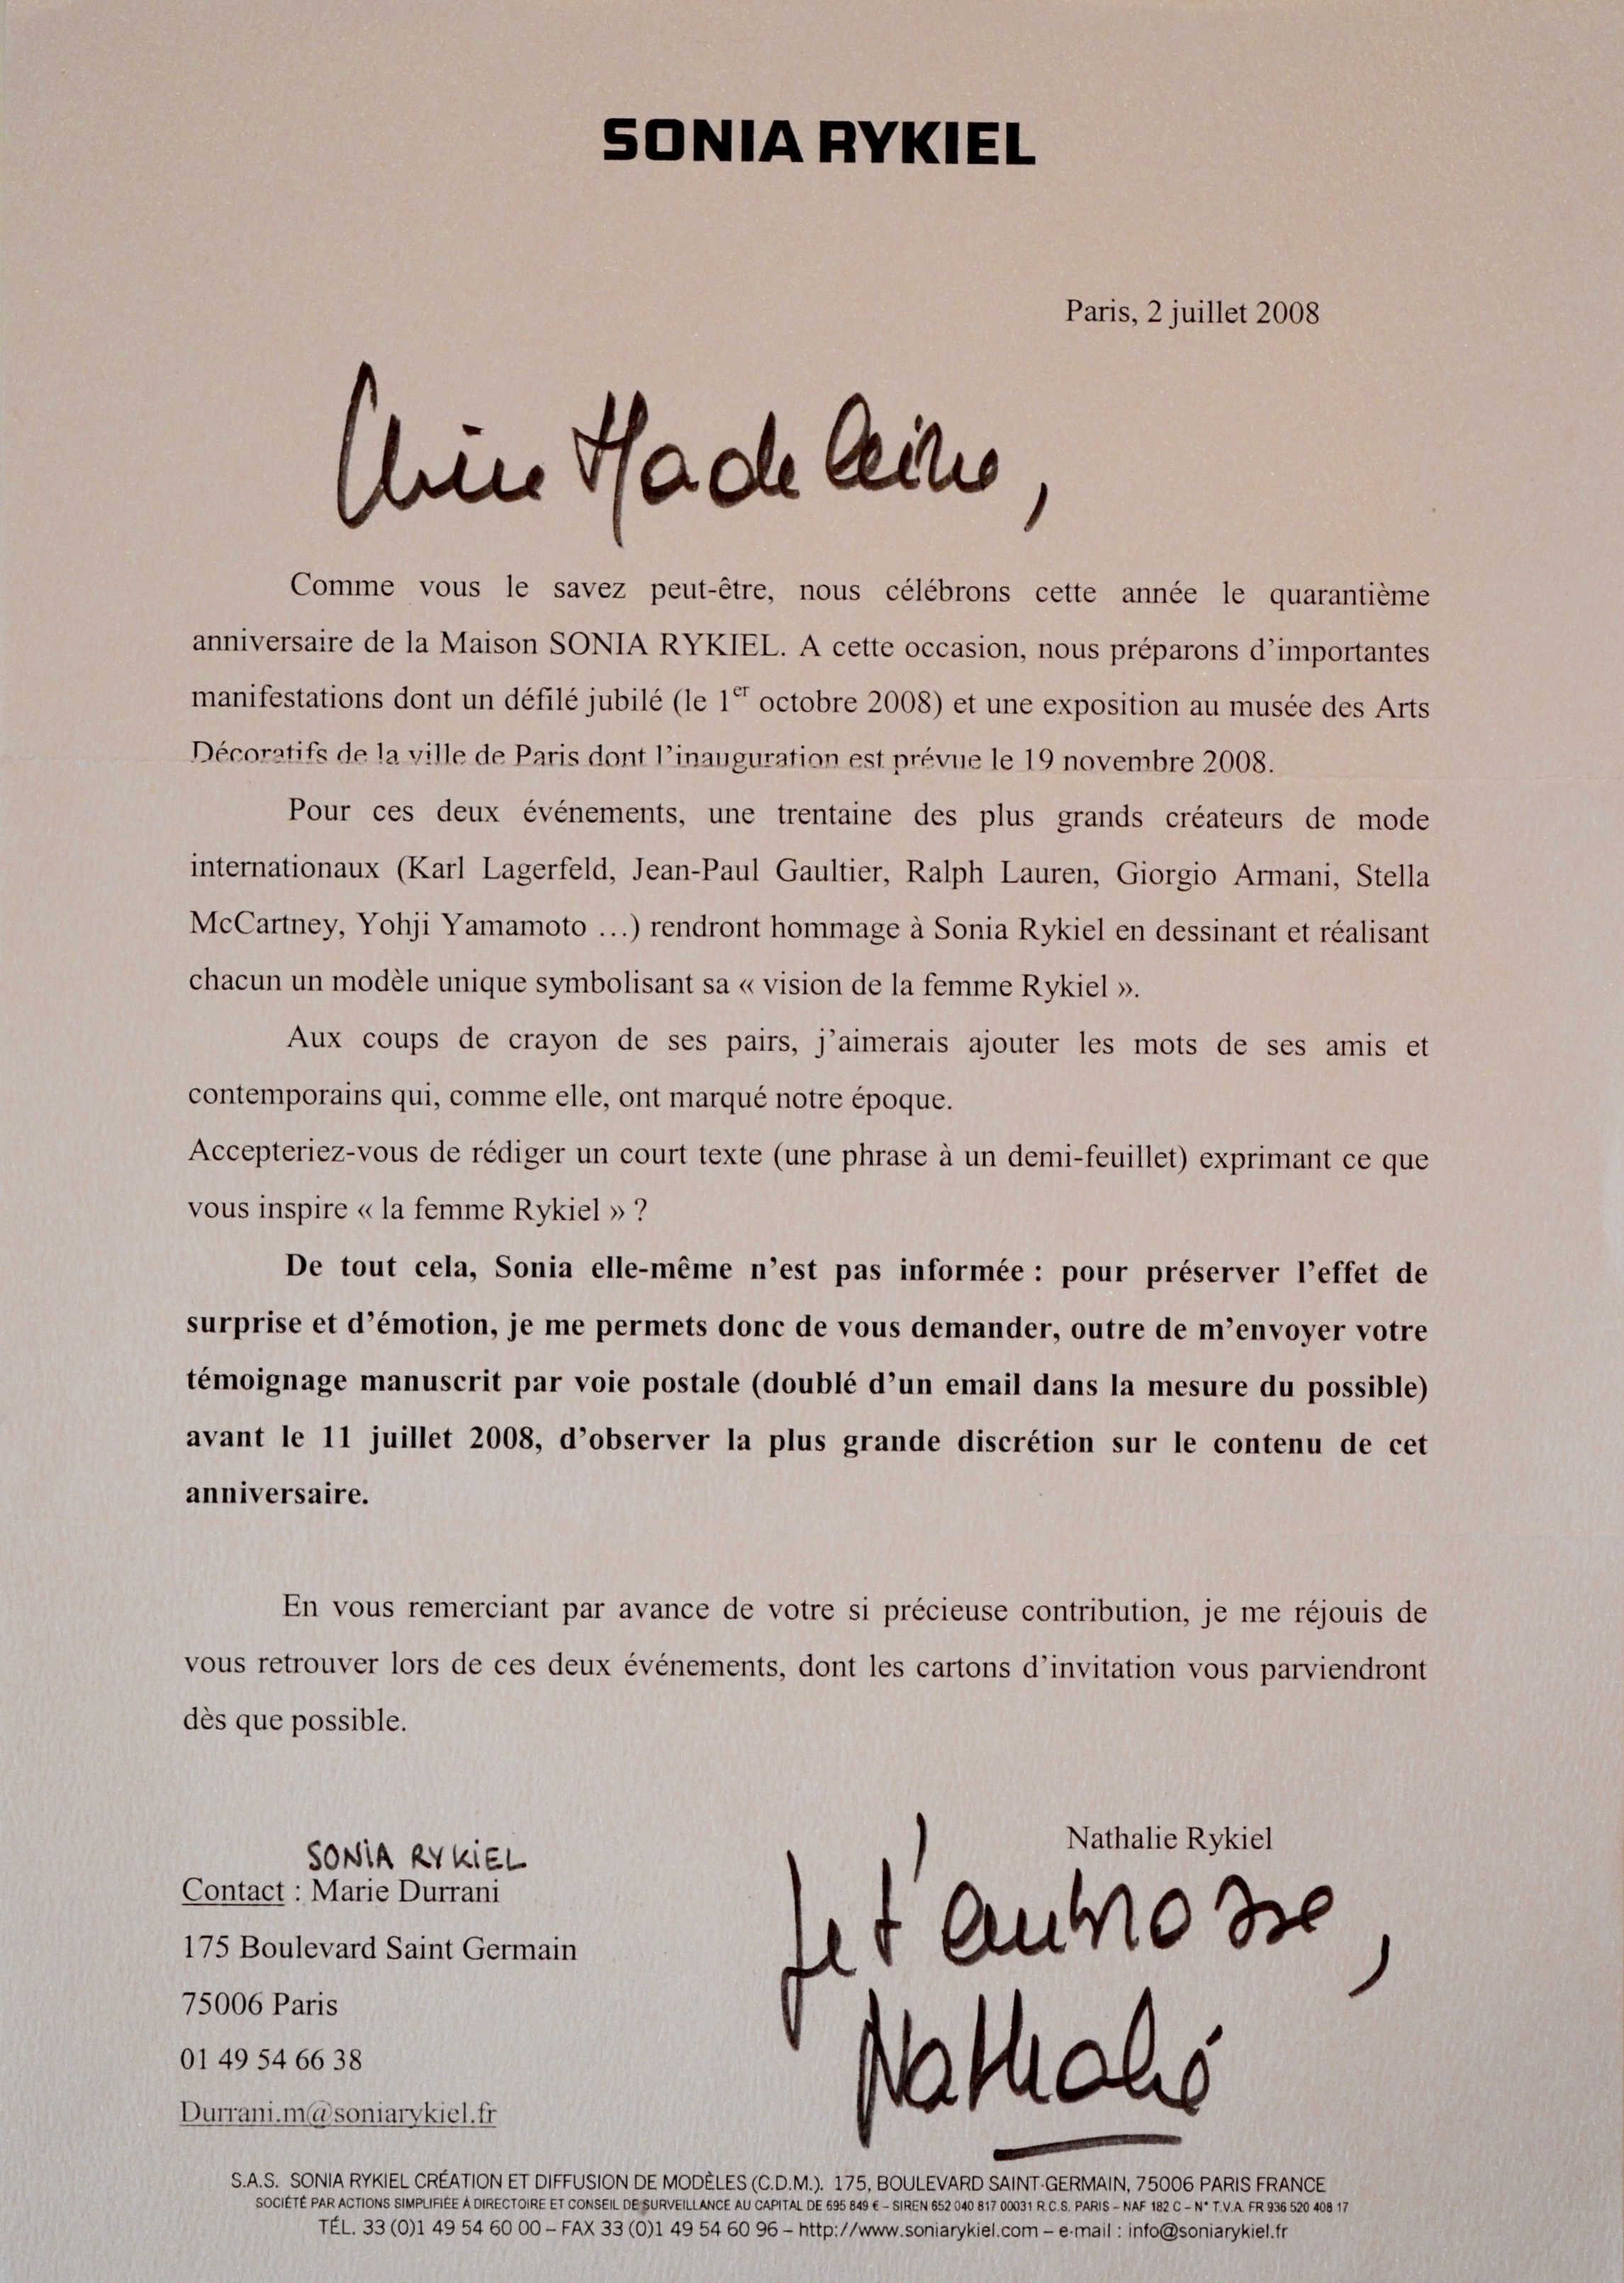 SONIA RYKIEL
Paris, 2 juillet 2008
Chère Madeleine,
Comme vous le savez peut-être, nous célébrons cette année le quarantième
anniversaire de la Maison SONIA RYKIEL. A cette occasion, nous préparons d'importantes
manifestations dont un défilé jubilé (le 1er octobre 2008) et une exposition au musée des Arts
Décoratifs de la ville de Paris dont l'inauguration est prévue le 19 novembre 2008.
Pour ces deux événements, une trentaine des plus grands créateurs de mode
internationaux (Karl Lagerfeld, Jean-Paul Gaultier, Ralph Lauren, Giorgio Armani, Stella
McCartney, Yohji Yamamoto …) rendront hommage à Sonia Rykiel en dessinant et réalisant
chacun un modèle unique symbolisant sa « vision de la femme Rykiel ».
Aux coups de crayon de ses pairs, j'aimerais ajouter les mots de ses amis et
contemporains qui, comme elle, ont marqué notre époque.
Accepteriez-vous de rédiger un court texte (une phrase à un demi-feuillet) exprimant ce que
vous inspire « la femme Rykiel » ?
De tout cela, Sonia elle-même n'est pas informée : pour préserver l'effet de
surprise et d'émotion, je me permets donc de vous demander, outre de m'envoyer votre
témoignage manuscrit par voie postale (doublé d'un email dans la mesure du possible)
avant le 11 juillet 2008, d'observer la plus grande discrétion sur le contenu de cet
anniversaire.
En vous remerciant par avance de votre si précieuse contribution, je me réjouis de
vous retrouver lors de ces deux événements, dont les cartons d'invitation vous parviendront
dès que possible.
Nathalie Rykiel
Je t'embrasse,
Nathalie
SONIA RYKIEL
Contact : Marie Durrani
175 Boulevard Saint Germain
75006 Paris
01 49 54 66 38
Durrani.m@soniarykiel.fr
S.A.S. SONIA RYKIEL CRÉATION ET DIFFUSION DE MODÈLES (C.D.M.). 175, BOULEVARD SAINT-GERMAIN, 75006 PARIS FRANCE
SOCIÉTÉ PAR ACTIONS SIMPLIFIÉE À DIRECTOIRE ET CONSEIL DE SURVEILLANCE AU CAPITAL DE 695 849 € – SIREN 652 040 817 00031 R.C.S. PARIS – NAF 182 C – N° T.V.A. FR 936 520 408 17
TÉL. 33 (0)1 49 54 60 00 – FAX 33 (0)1 49 54 60 96 – http://www.soniarykiel.com – e-mail : info@soniarykiel.fr